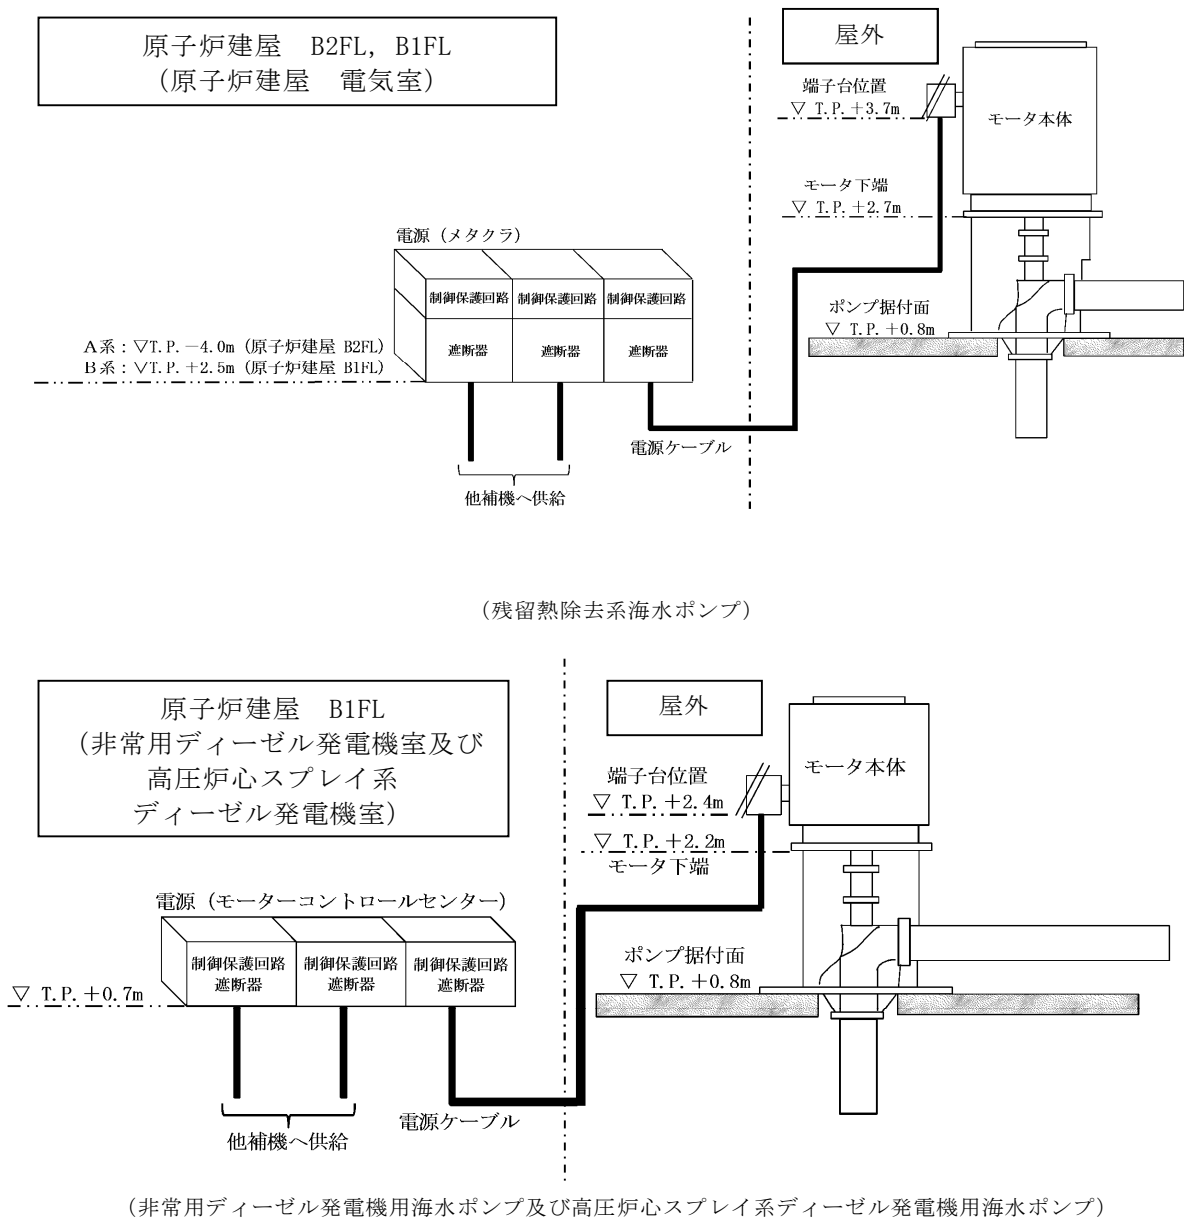 原子炉建屋　B2FL, B1FL
（原子炉建屋　電気室）
屋外
端子台位置
▽ T.P.+3.7m
モータ本体
モータ下端
▽ T.P.+2.7m
電源（メタクラ）
制御保護回路 制御保護回路 制御保護回路
遮断器 遮断器 遮断器
ポンプ据付面
▽ T.P.+0.8m
A系：▽T.P.−4.0m（原子炉建屋 B2FL）
B系：▽T.P.+2.5m（原子炉建屋 B1FL）
電源ケーブル
他補機へ供給
（残留熱除去系海水ポンプ）
原子炉建屋　B1FL
（非常用ディーゼル発電機室及び
高圧炉心スプレイ系
ディーゼル発電機室）
屋外
端子台位置
▽ T.P.+2.4m
モータ本体
▽ T.P.+2.2m
モータ下端
電源（モーターコントロールセンター）
制御保護回路 制御保護回路 制御保護回路
遮断器 遮断器 遮断器
▽ T.P.+0.7m
ポンプ据付面
▽ T.P.+0.8m
電源ケーブル
他補機へ供給
（非常用ディーゼル発電機用海水ポンプ及び高圧炉心スプレイ系ディーゼル発電機用海水ポンプ）